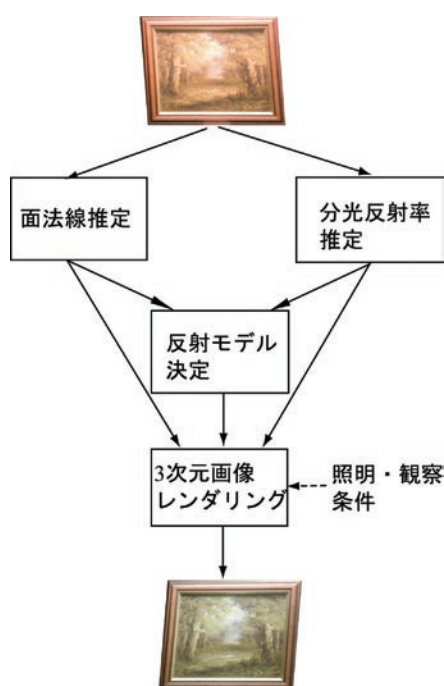 面法線推定
分光反射率
推定
反射モデル
決定
3次元画像
レンダリング
照明・観察
条件